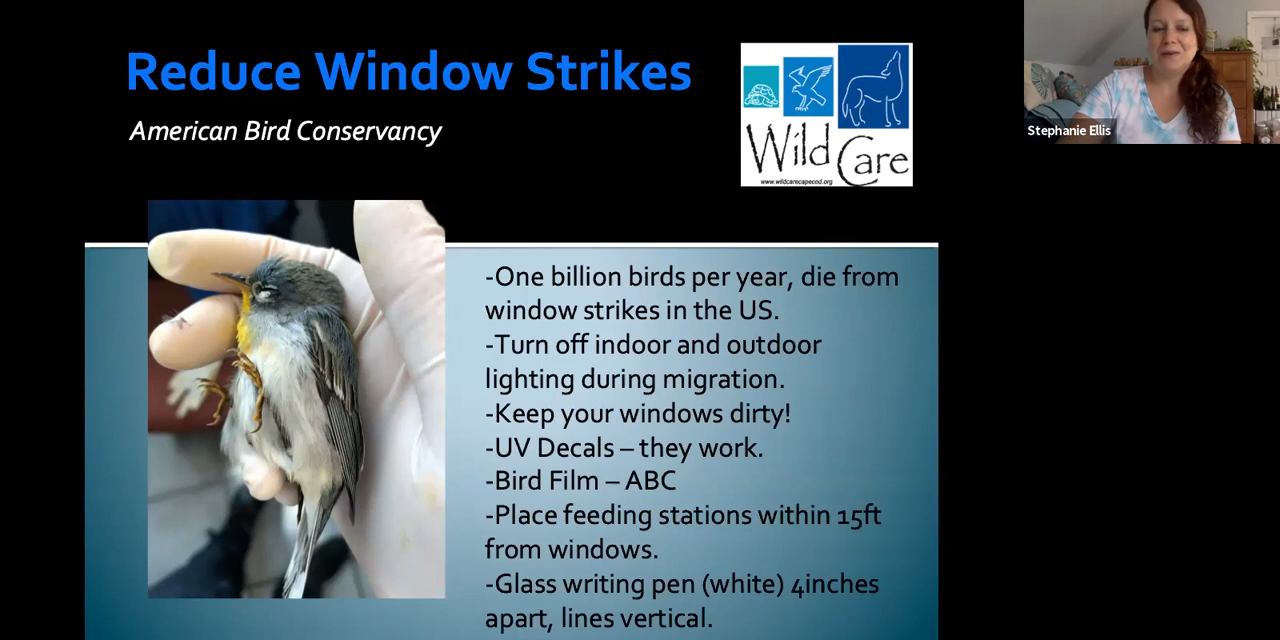 Reduce Window Strikes
American Bird Conservancy
Wild Care
www.wildcarecapecod.org
Stephanie Ellis
-One billion birds per year, die from
window strikes in the US.
-Turn off indoor and outdoor
lighting during migration.
-Keep your windows dirty!
-UV Decals – they work.
-Bird Film – ABC
-Place feeding stations within 15ft
from windows.
-Glass writing pen (white) 4inches
apart, lines vertical.